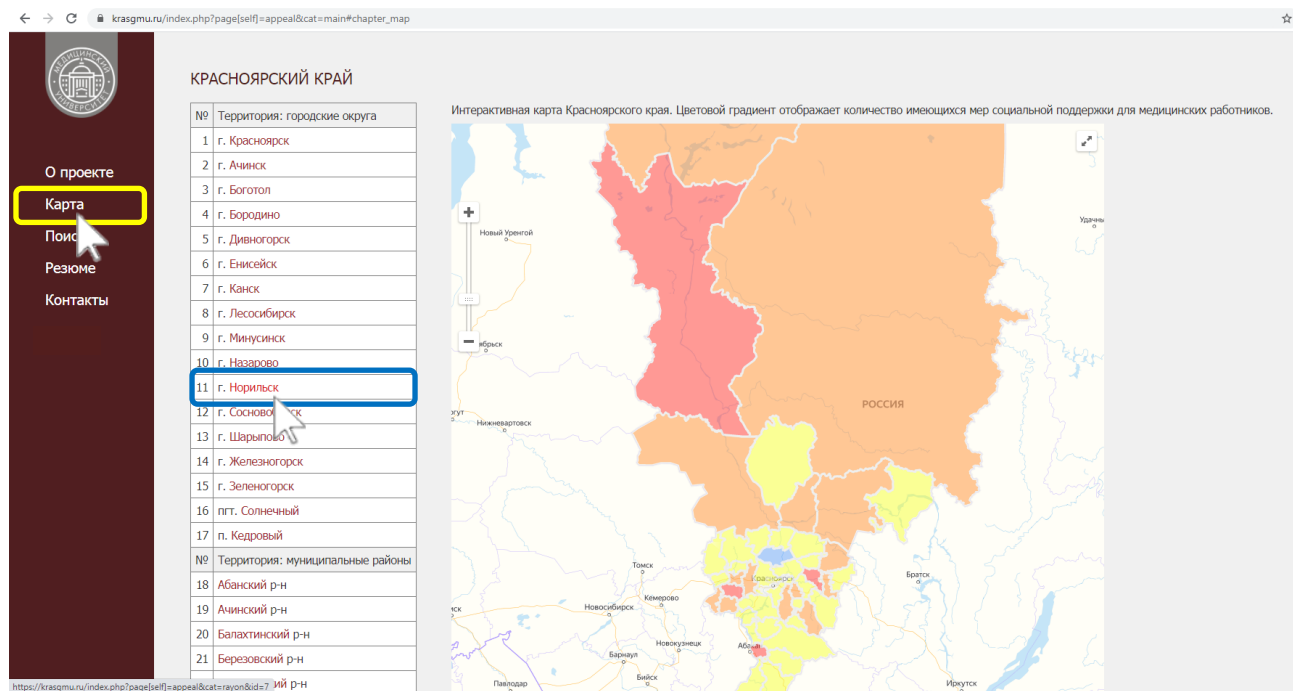 krasgmu.ru/index.php?page[self]=appeal&cat=main#chapter_map
МЕДИЦИНСКИЙ УНИВЕРСИТЕТ
О проекте
Карта
Резюме
Контакты
КРАСНОЯРСКИЙ КРАЙ
№ Территория: городские округа
1 г. Красноярск
2 г. Ачинск
3 г. Боготол
4 г. Бородино
5 г. Дивногорск
6 г. Енисейск
7 г. Канск
8 г. Лесосибирск
9 г. Минусинск
10 г. Назарово
11 г. Норильск
12 г.
13 г. Шарыпово
14 г. Железногорск
15 г. Зеленогорск
16 пгт. Солнечный
17 п. Кедровый
№ Территория: муниципальные районы
18 Абанский р-н
19 Ачинский р-н
20 Балахтинский р-н
21 Березовский р-н
р-н
https://krasgmu.ru/index.php?page[self]=appeal&cat=rayon&id=7
Интерактивная карта Красноярского края. Цветовой градиент отображает количество имеющихся мер социальной поддержки для медицинских работников.
Новый Уренгой
РОССИЯ
Нижневартовск
Томск
Красноярск
Братск
Кемерово
Новосибирск
Новокузнецк
Барнаул
Бийск
Павлодар
Иркутск